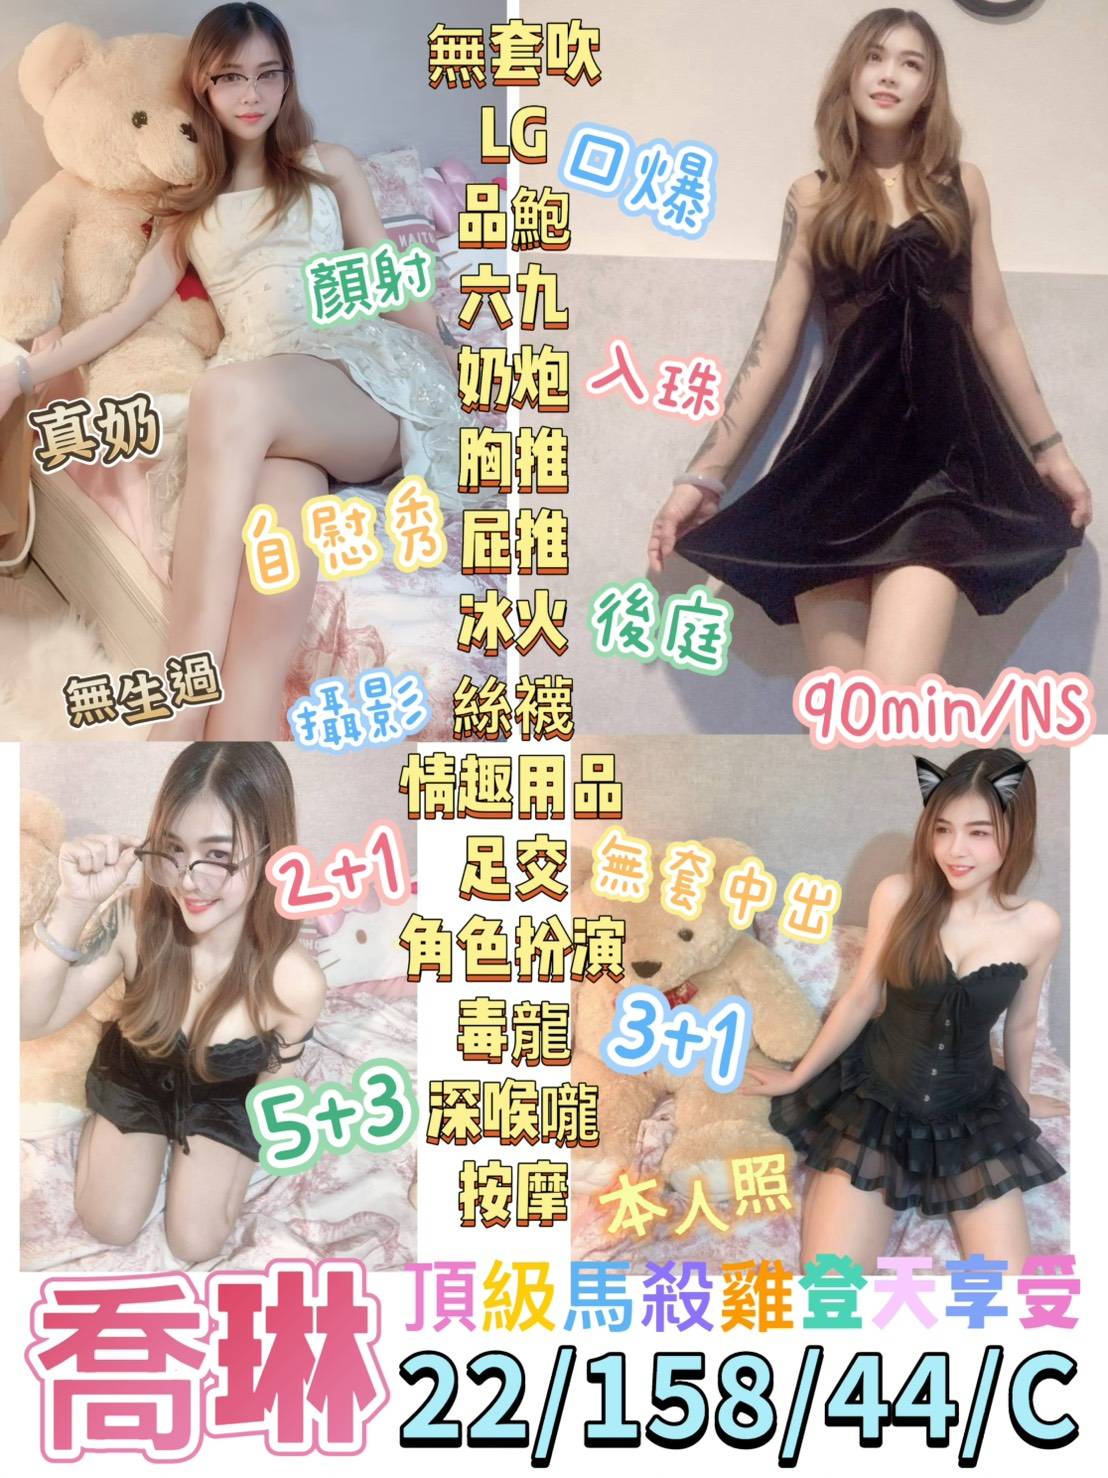 無套吹
LG
口爆
品鮑
顏射
六九
奶炮
入珠
真奶
胸推
自慰秀
屁推
冰火
後庭
無生過
攝影
絲襪
90min/NS
情趣用品
2+1
足交
無套中出
角色扮演
毒龍
3+1
5+3
深喉嚨
按摩
本人照
喬琳
頂級馬殺雞登天享受
22/158/44/C